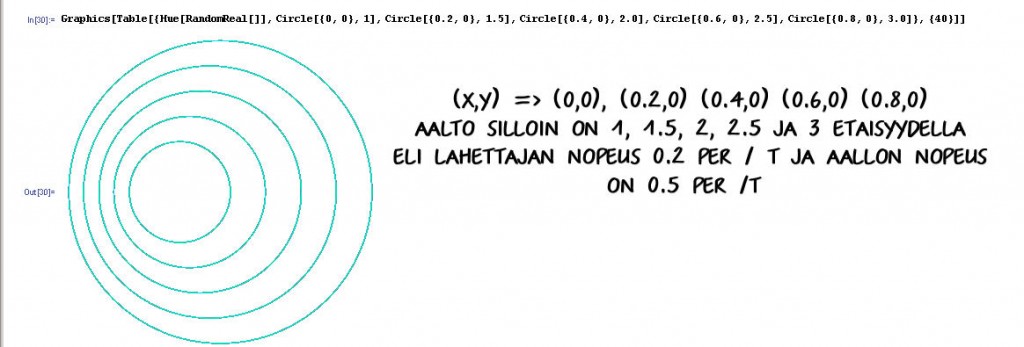 In[30]:= Graphics[Table[{Hue[RandomReal[]], Circle[{0, 0}, 1], Circle[{0.2, 0}, 1.5], Circle[{0.4, 0}, 2.0], Circle[{0.6, 0}, 2.5], Circle[{0.8, 0}, 3.0]}, {40}]]
(X,Y) => (0,0), (0.2,0) (0.4,0) (0.6,0) (0.8,0)
AALTO SILLOIN ON 1, 1.5, 2, 2.5 JA 3 ETAISYYDELLA
ELI LAHETTAJAN NOPEUS 0.2 PER / T JA AALLON NOPEUS
ON 0.5 PER /T
Out[30]=